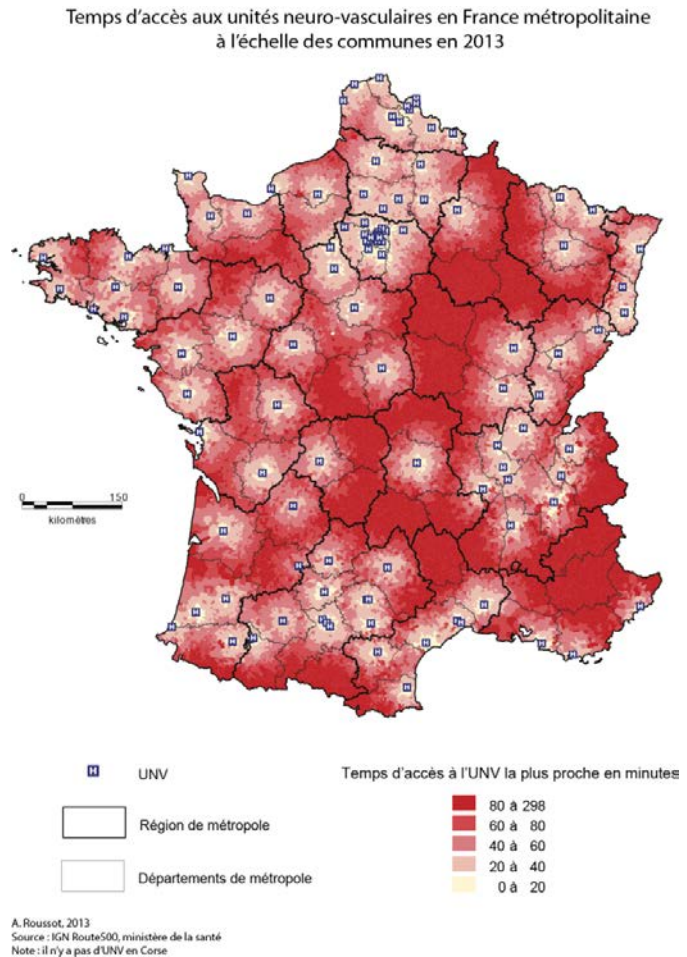 Temps d'accès aux unités neuro-vasculaires en France métropolitaine
à l'échelle des communes en 2013
0 150
kilomètres
H UNV
Région de métropole
Départements de métropole
Temps d'accès à l'UNV la plus proche en minutes
80 à 298
60 à 80
40 à 60
20 à 40
0 à 20
A. Roussot, 2013
Source : IGN Route500, ministère de la santé
Note : il n'y a pas d'UNV en Corse